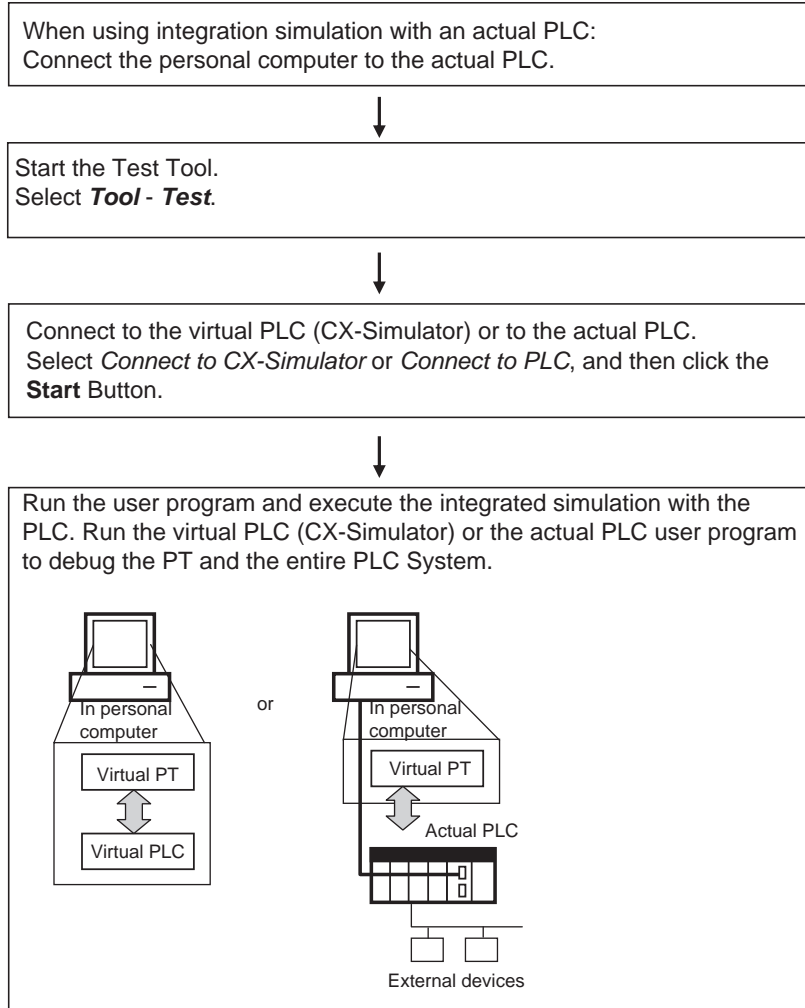 When using integration simulation with an actual PLC:
Connect the personal computer to the actual PLC.
Start the Test Tool.
Select Tool - Test.
Connect to the virtual PLC (CX-Simulator) or to the actual PLC.
Select Connect to CX-Simulator or Connect to PLC, and then click the
Start Button.
Run the user program and execute the integrated simulation with the
PLC. Run the virtual PLC (CX-Simulator) or the actual PLC user program
to debug the PT and the entire PLC System.
In personal
computer
Virtual PT
Virtual PLC
or
In personal
computer
Virtual PT
Actual PLC
External devices